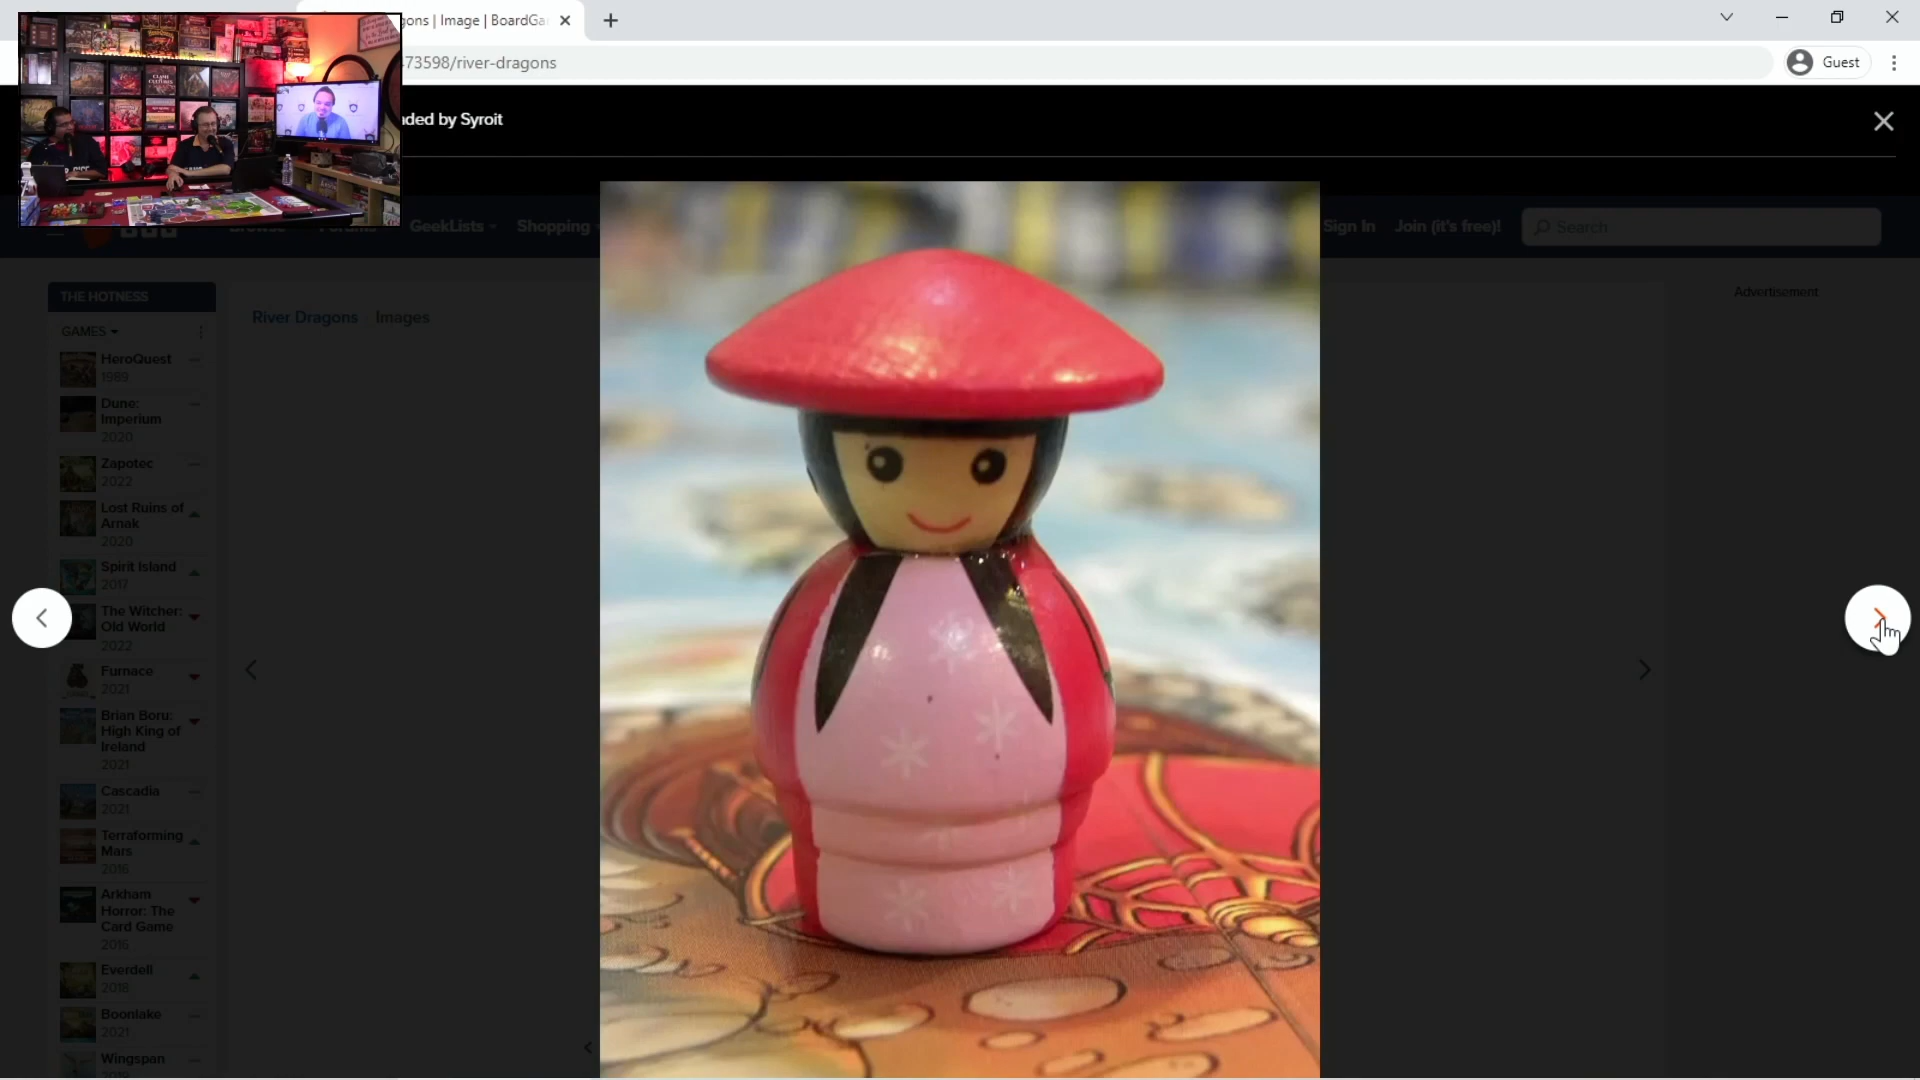 gons | Image | BoardGa
73598/river-dragons
Guest
ded by Syroit
GeekLists
Shopping
Sign In
Join (it's free)!
Search
THE HOTNESS
GAMES
River Dragons
Images
Advertisement
HeroQuest
1989
Dune:
Imperium
2020
Zapotec
2022
Lost Ruins of
Arnak
2020
Spirit Island
2017
The Witcher:
Old World
2022
Furnace
2021
Brian Boru:
High King of
Ireland
2021
Cascadia
2021
Terraforming
Mars
2016
Arkham
Horror: The
Card Game
2016
Everdell
2018
Boonlake
2021
Wingspan